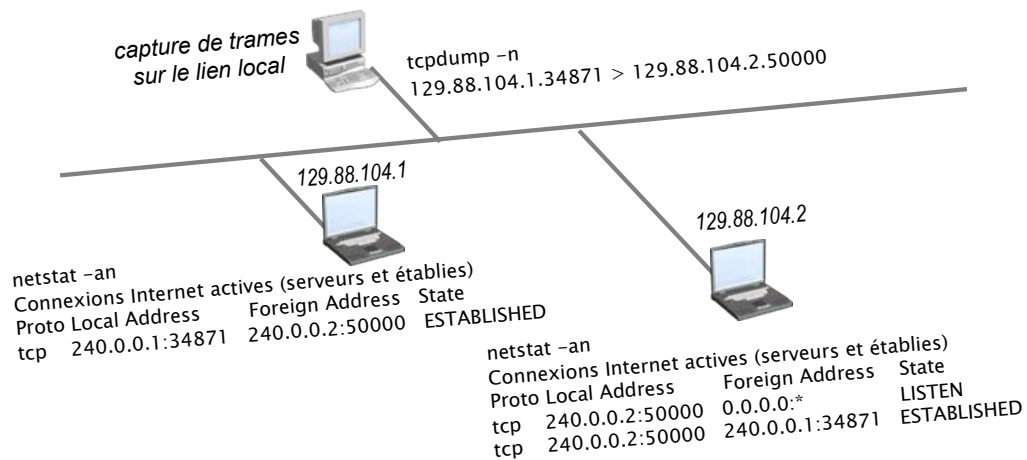 capture de trames
sur le lien local
tcpdump –n
129.88.104.1.34871 > 129.88.104.2.50000
129.88.104.1
129.88.104.2
netstat –an
Connexions Internet actives (serveurs et établies)
Proto Local Address Foreign Address State
tcp 240.0.0.1:34871 240.0.0.2:50000 ESTABLISHED
netstat –an
Connexions Internet actives (serveurs et établies)
Proto Local Address Foreign Address State
tcp 240.0.0.2:50000 0.0.0.0:* LISTEN
tcp 240.0.0.2:50000 240.0.0.1:34871 ESTABLISHED